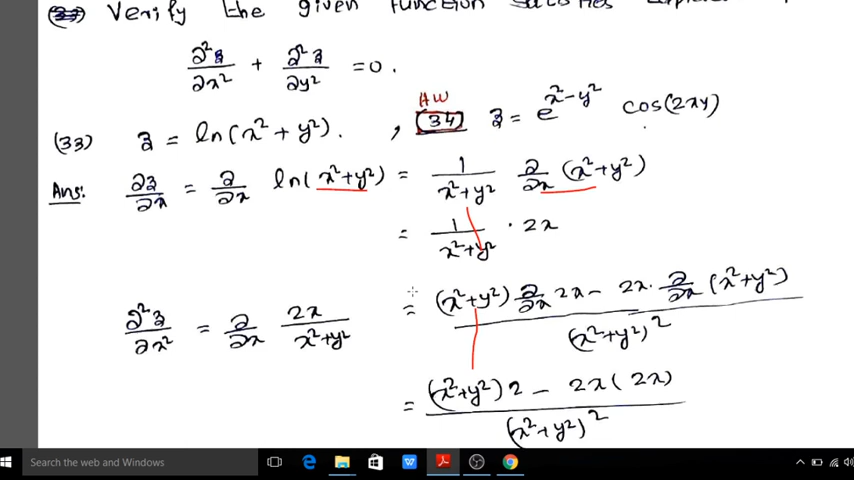 (32) Verify the given function satisfies
∂²z/∂x² + ∂²z/∂y² = 0.
HW
(33) z = ln(x² + y²). , (34) z = e^(x²-y²) cos(2xy)
Ans: ∂z/∂x = ∂/∂x ln(x²+y²) = 1/(x²+y²) ∂/∂x (x²+y²)
= 1/(x²+y²) · 2x
∂²z/∂x² = ∂/∂x 2x/(x²+y²) = ((x²+y²) ∂/∂x 2x - 2x · ∂/∂x (x²+y²))/(x²+y²)²
= ((x²+y²) 2 - 2x(2x))/(x²+y²)²
Search the web and Windows